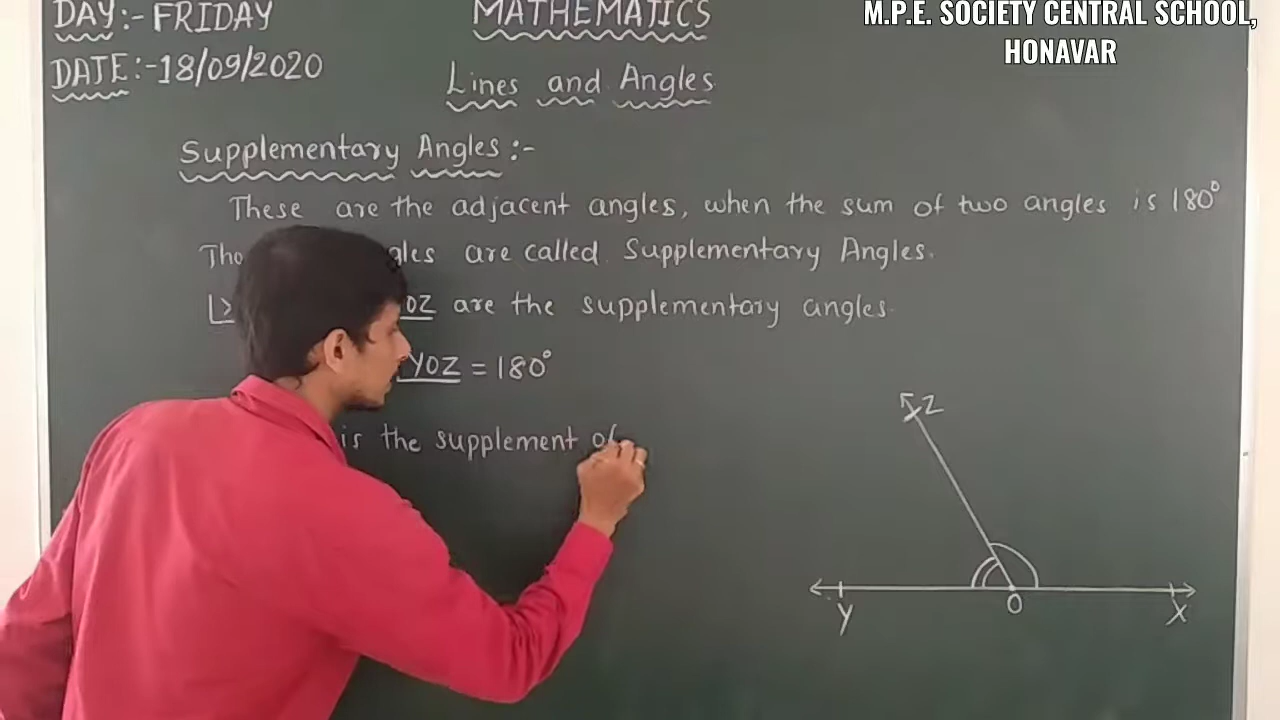 DAY:- FRIDAY
MATHEMATICS
M.P.E. SOCIETY CENTRAL SCHOOL,
HONAVAR
DATE:-18/09/2020
Lines and Angles
Supplementary Angles:-
These are the adjacent angles, when the sum of two angles is 180°
are called Supplementary Angles.
OZ are the supplementary angles.
YOZ = 180°
is the supplement of
Z
Y
O
X